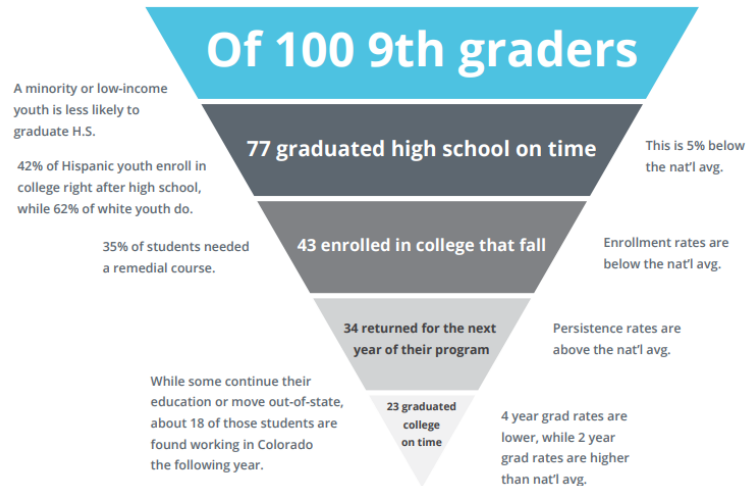 Of 100 9th graders
A minority or low-income
youth is less likely to
graduate H.S.
77 graduated high school on time
This is 5% below
the nat'l avg.
42% of Hispanic youth enroll in
college right after high school,
while 62% of white youth do.
43 enrolled in college that fall
Enrollment rates are
below the nat'l avg.
35% of students needed
a remedial course.
34 returned for the next
year of their program
Persistence rates are
above the nat'l avg.
While some continue their
education or move out-of-state,
about 18 of those students are
found working in Colorado
the following year.
23 graduated
college
on time
4 year grad rates are
lower, while 2 year
grad rates are higher
than nat'l avg.